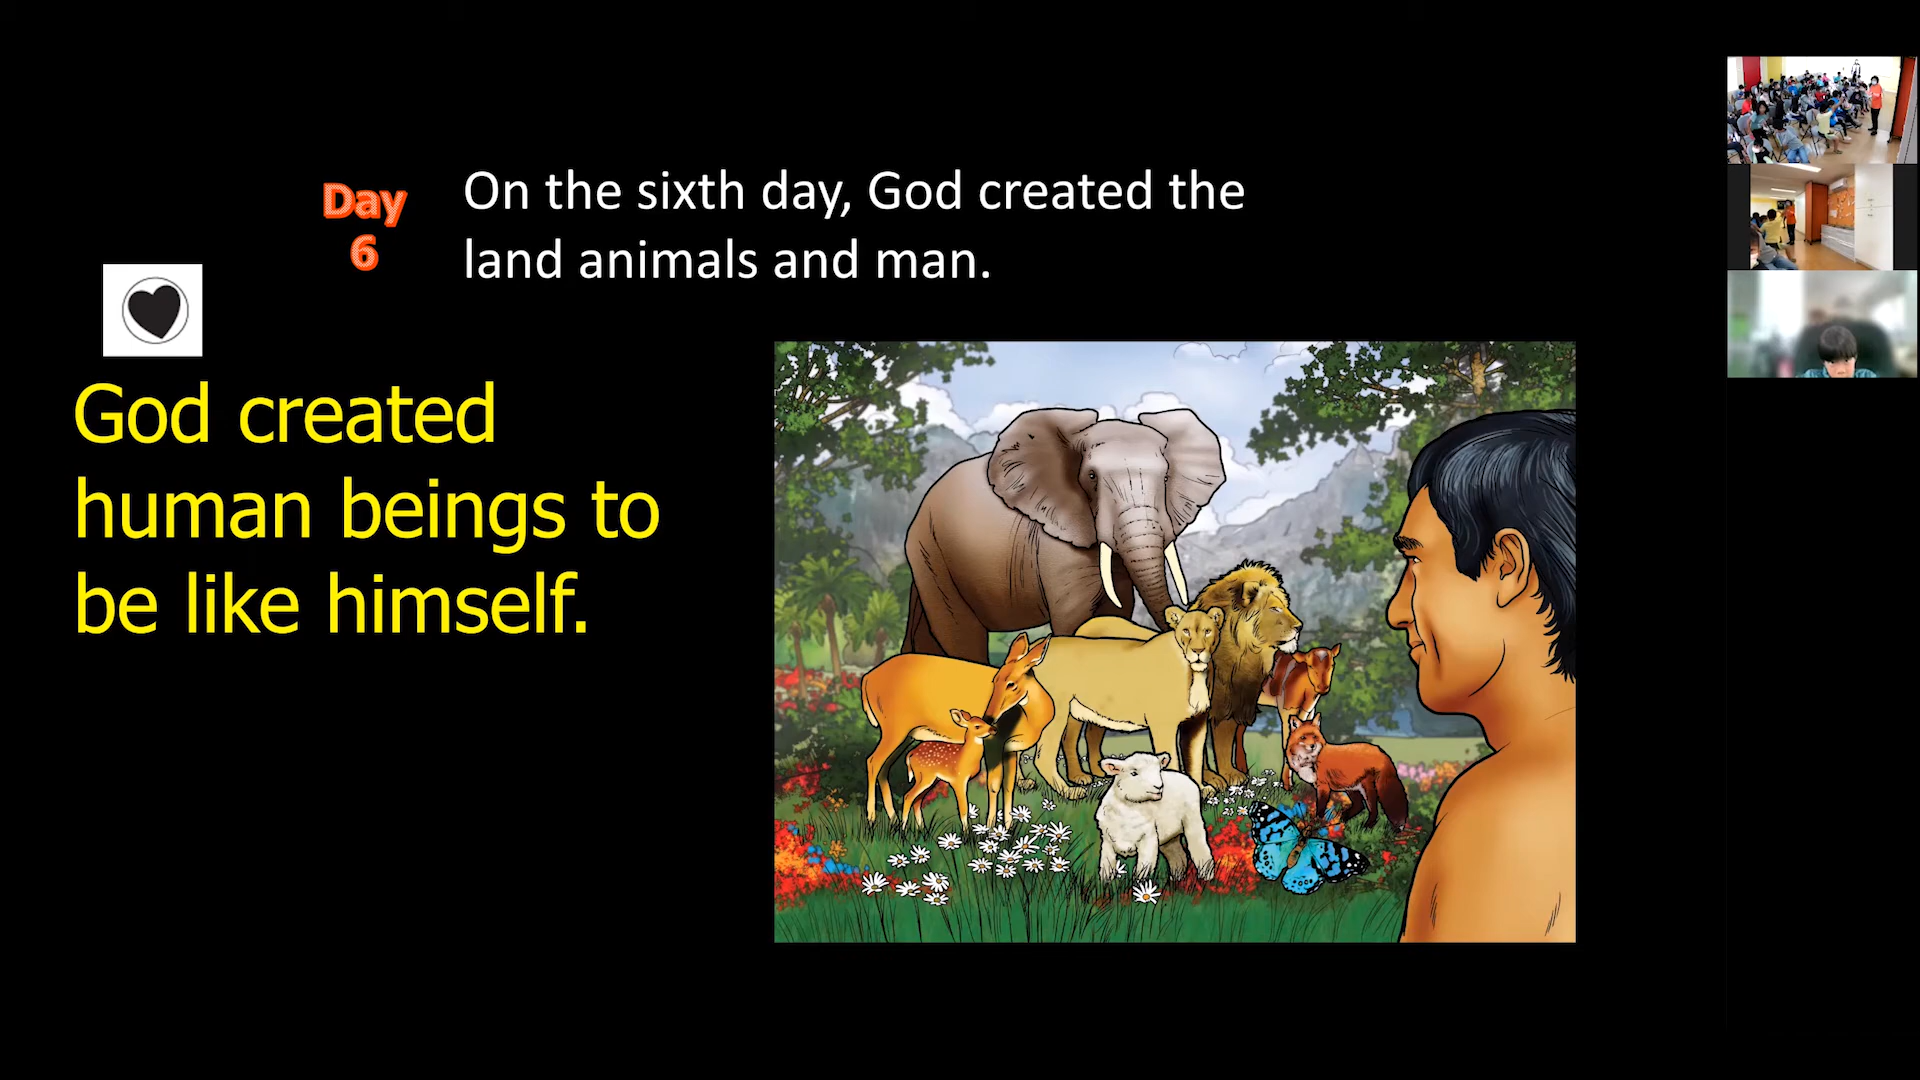 Day
6
On the sixth day, God created the
land animals and man.
God created
human beings to
be like himself.